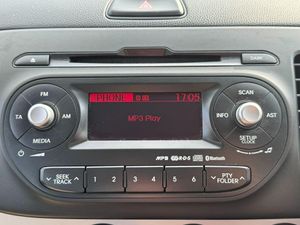 DARK
PHONE 17:05
MP3 Play
FM
TA AM
MEDIA
SCAN
INFO AST
SETUP
CLOCK
MP3 RDS Bluetooth
SEEK
TRACK
1 2 3 4 5 6
PTY
FOLDER